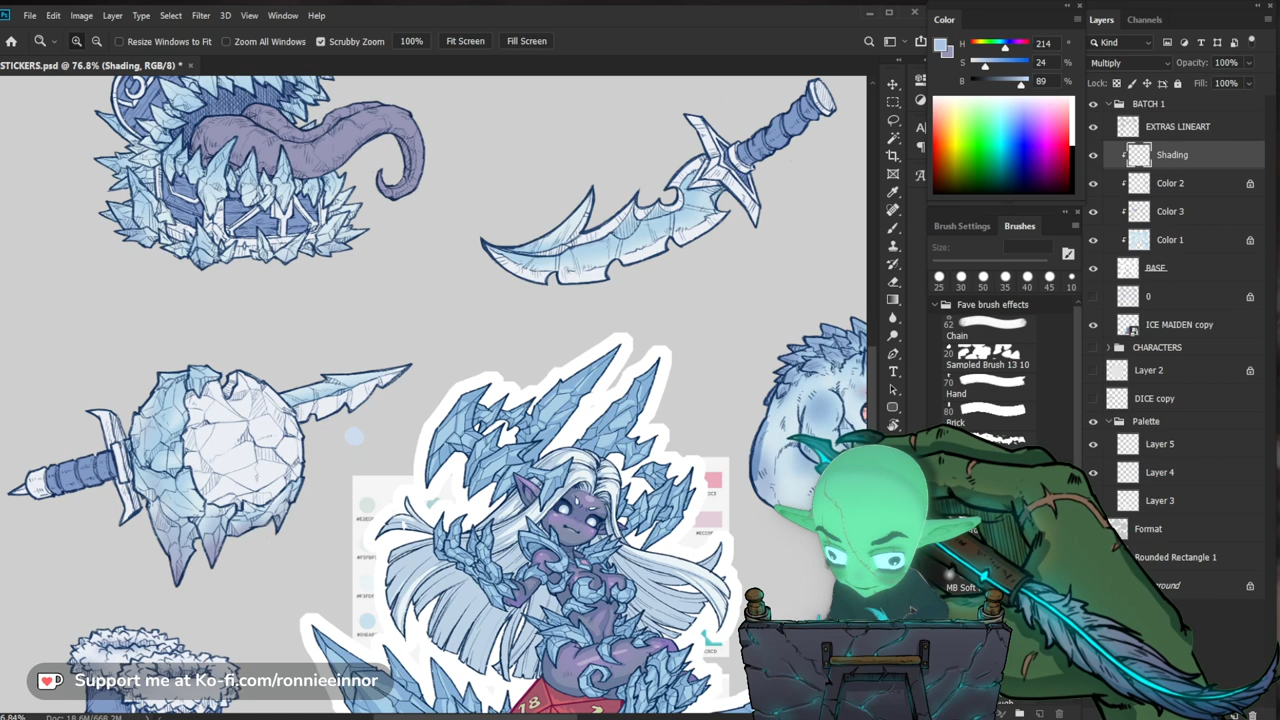 Ps File Edit Image Layer Type Select Filter 3D View Window Help
Resize Windows to Fit Zoom All Windows Scrubby Zoom 100% Fit Screen Fill Screen
STICKERS.psd @ 76.8% (Shading, RGB/8) *
Color
H 214 °
S 24 %
B 89 %
Brush Settings Brushes
Size:
25 30 50 35 40 45 10
Fave brush effects
62
Chain
20
Sampled Brush 13 10
70
Hand
80
Brick
MB Soft
Layers Channels
Kind
Multiply Opacity: 100%
Lock: Fill: 100%
BATCH 1
EXTRAS LINEART
Shading
Color 2
Color 3
Color 1
BASE
0
ICE MAIDEN copy
CHARACTERS
Layer 2
DICE copy
Palette
Layer 5
Layer 4
Layer 3
Format
Rounded Rectangle 1
18
Support me at Ko-fi.com/ronnieeinnor